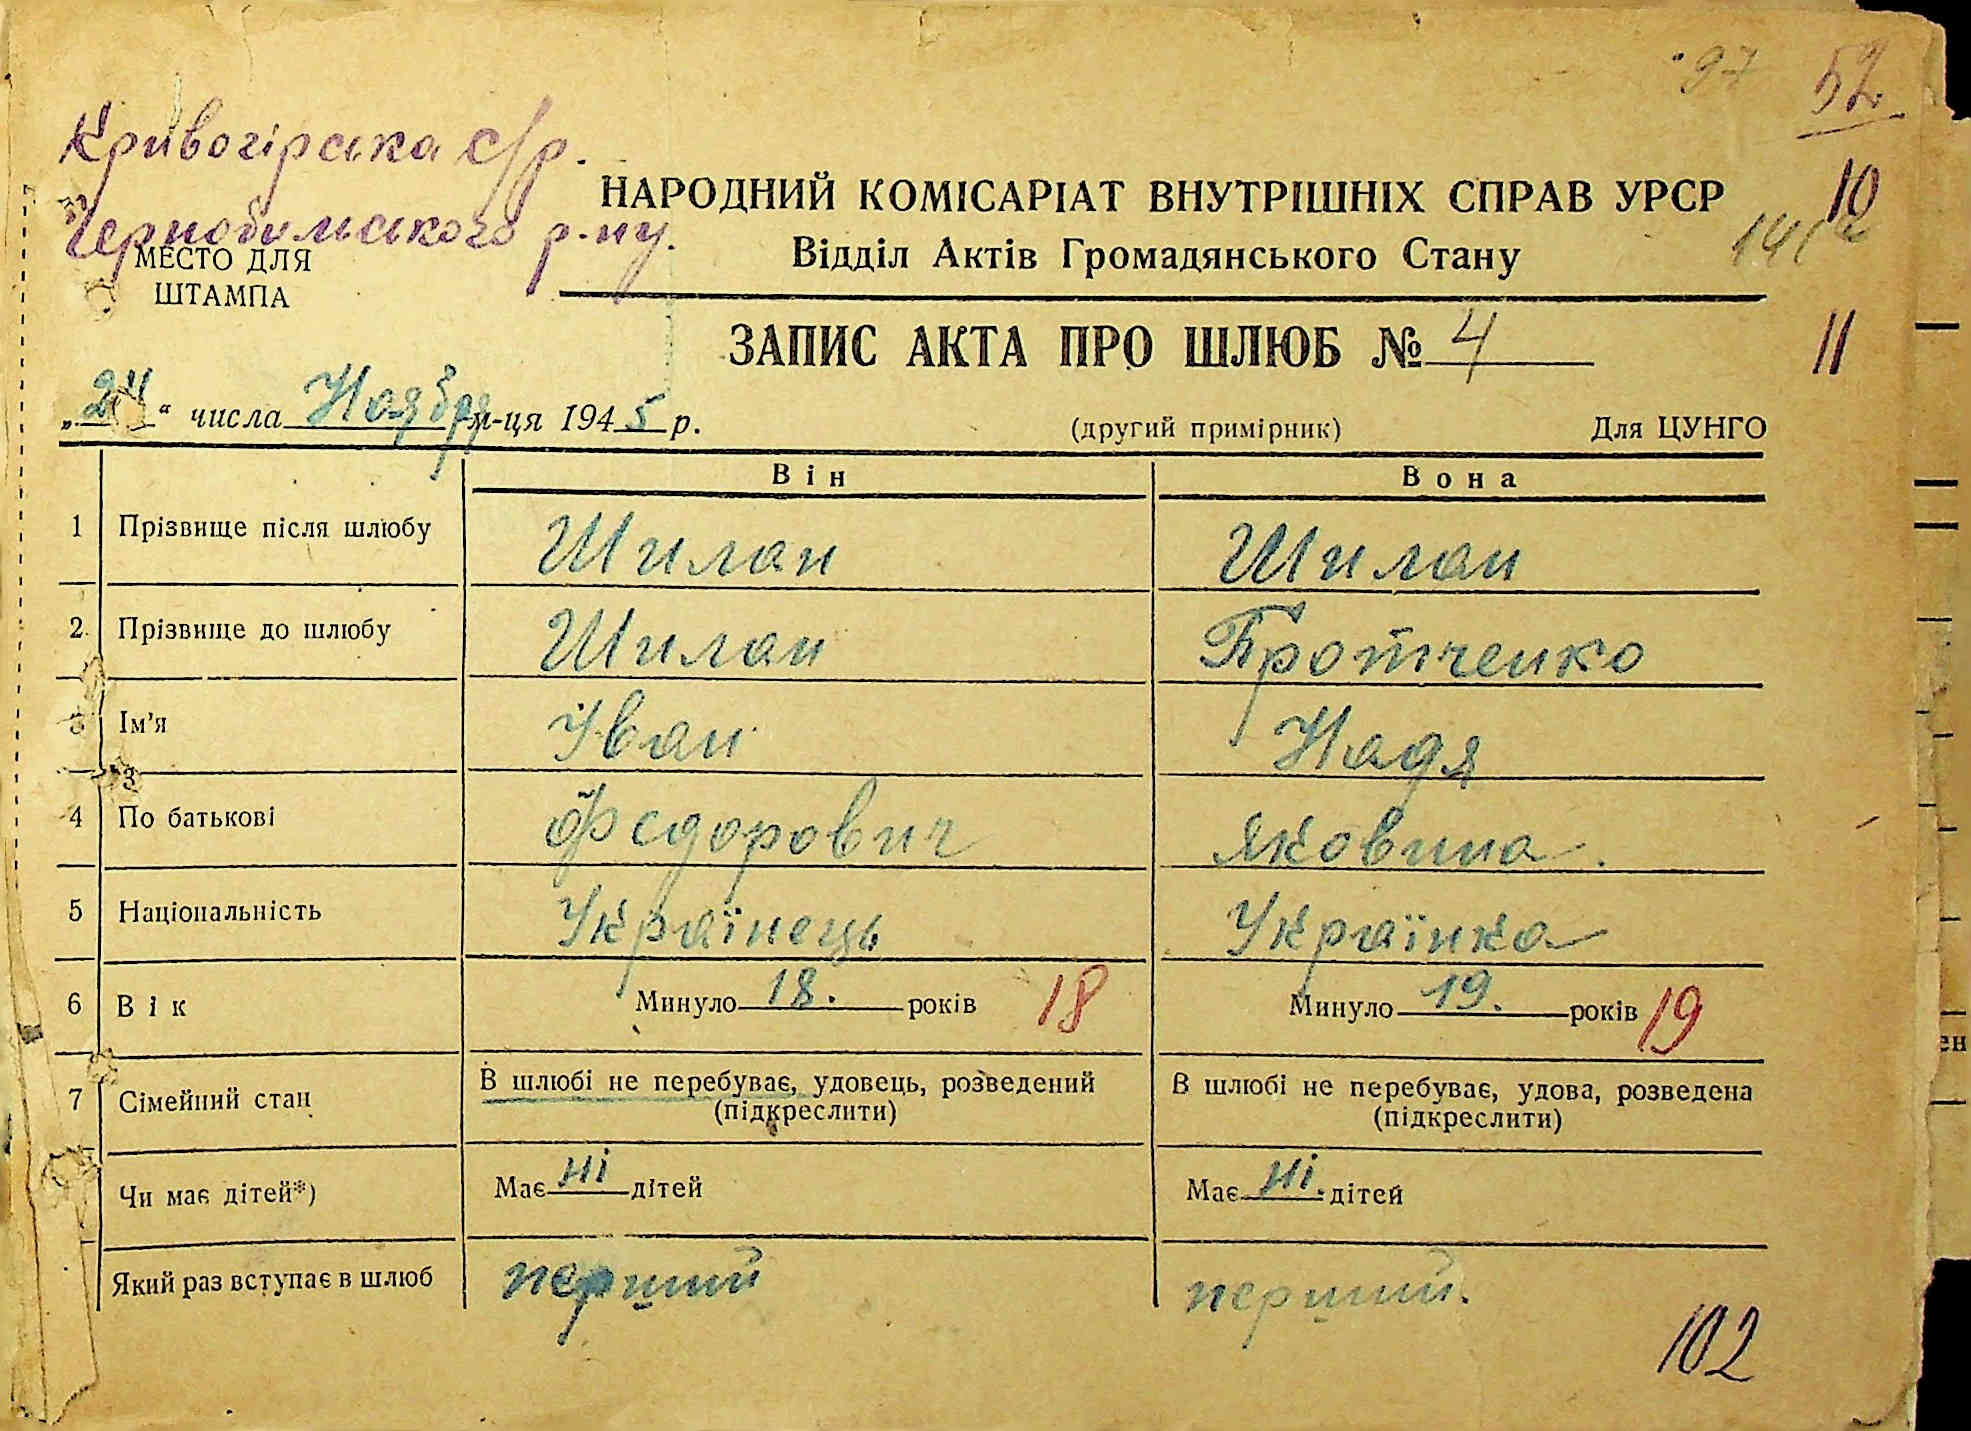 97 52
Кривогірська с/р.
Чернобильського р-ну.
МЕСТО ДЛЯ
ШТАМПА
НАРОДНИЙ КОМІСАРІАТ ВНУТРІШНІХ СПРАВ УРСР
10
Відділ Актів Громадянського Стану
ЗАПИС АКТА ПРО ШЛЮБ № 4
11
„24“ числа Ноября м-ця 1945 р.
(другий примірник)
Для ЦУНГО
Він Вона
1 Прізвище після шлюбу Шилан Шилан
2 Прізвище до шлюбу Шилан Бротченко
3 Ім’я Іван Надя
4 По батькові Федорович Яковина.
5 Національність Українець Українка
6 Вік Минуло 18. років 18 Минуло 19. років 19
7 Сімейний стан В шлюбі не перебуває, удовець, розведений (підкреслити) В шлюбі не перебуває, удова, розведена (підкреслити)
Чи має дітей*) Має ні дітей Має ні. дітей
Який раз вступає в шлюб перший перший.
102